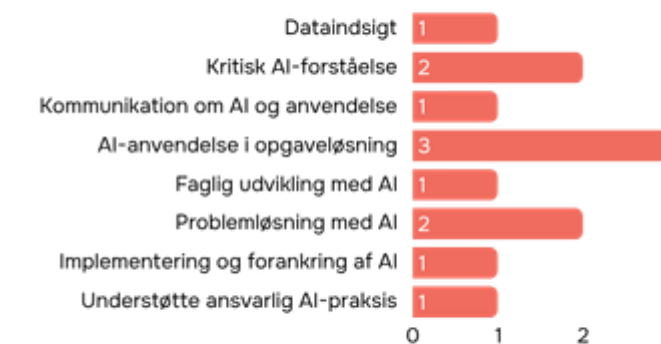 Dataindsigt 1
Kritisk AI-forståelse 2
Kommunikation om AI og anvendelse 1
AI-anvendelse i opgaveløsning 3
Faglig udvikling med AI 1
Problemløsning med AI 2
Implementering og forankring af AI 1
Understøtte ansvarlig AI-praksis 1
0 1 2